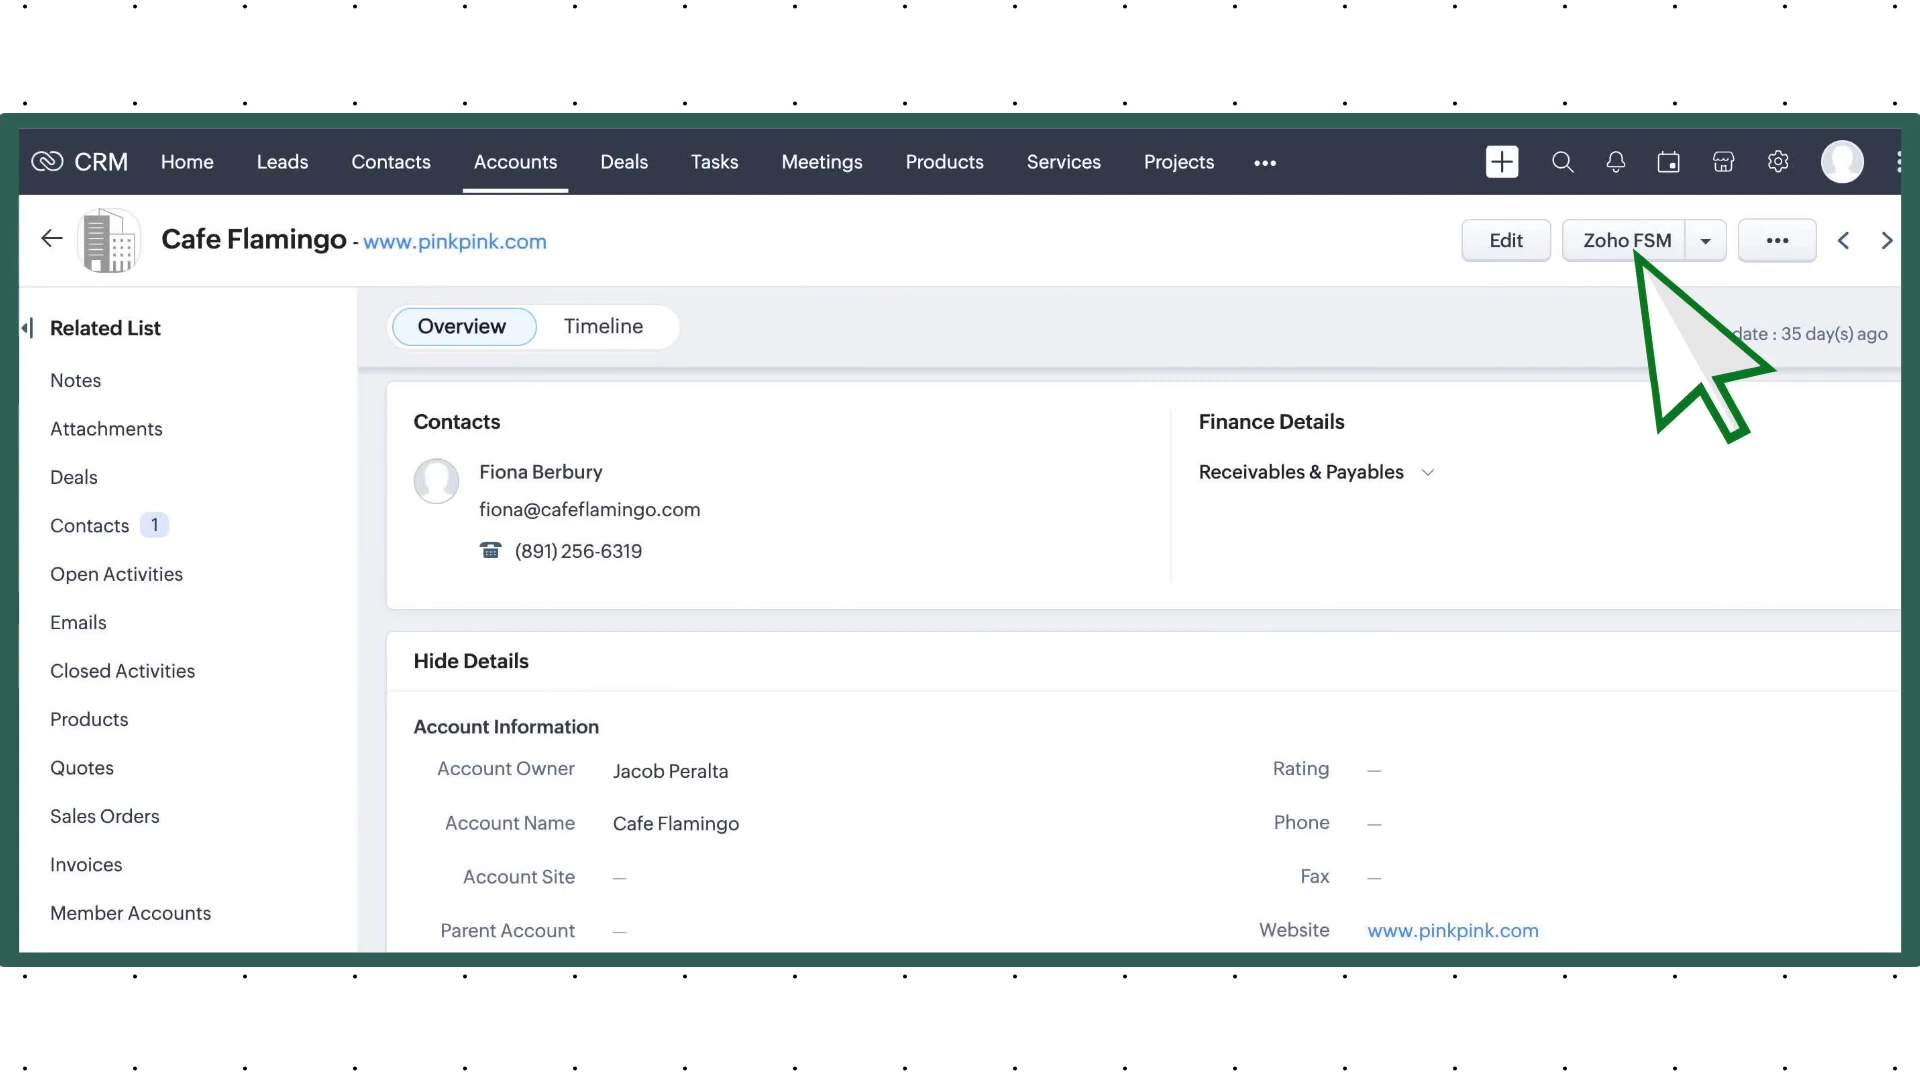 CRM Home Leads Contacts Accounts Deals Tasks Meetings Products Services Projects
Cafe Flamingo - www.pinkpink.com
Edit Zoho FSM
Related List
Notes
Attachments
Deals
Contacts 1
Open Activities
Emails
Closed Activities
Products
Quotes
Sales Orders
Invoices
Member Accounts
Overview Timeline
date : 35 day(s) ago
Contacts
Fiona Berbury
fiona@cafeflamingo.com
(891) 256-6319
Finance Details
Receivables & Payables
Hide Details
Account Information
Account Owner Jacob Peralta
Account Name Cafe Flamingo
Account Site —
Parent Account —
Rating —
Phone —
Fax —
Website www.pinkpink.com